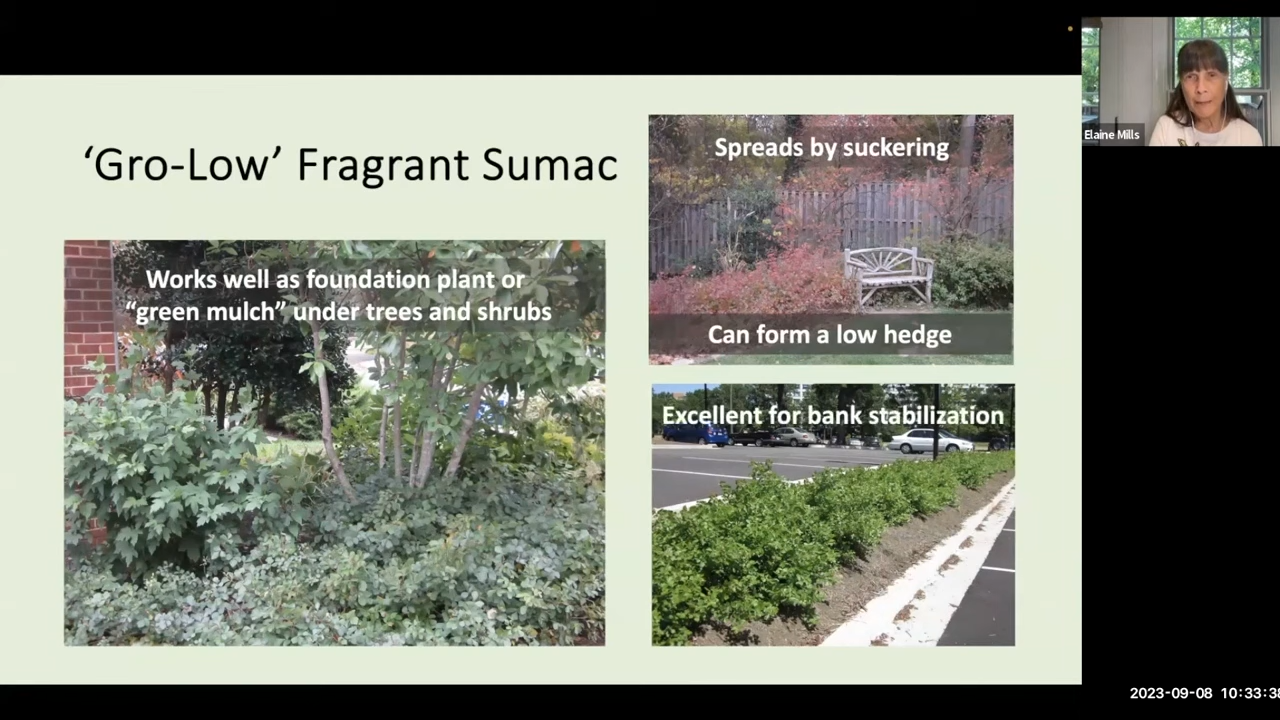 ‘Gro-Low’ Fragrant Sumac
Works well as foundation plant or
“green mulch” under trees and shrubs
Spreads by suckering
Can form a low hedge
Excellent for bank stabilization
Elaine Mills
2023-09-08 10:33:38